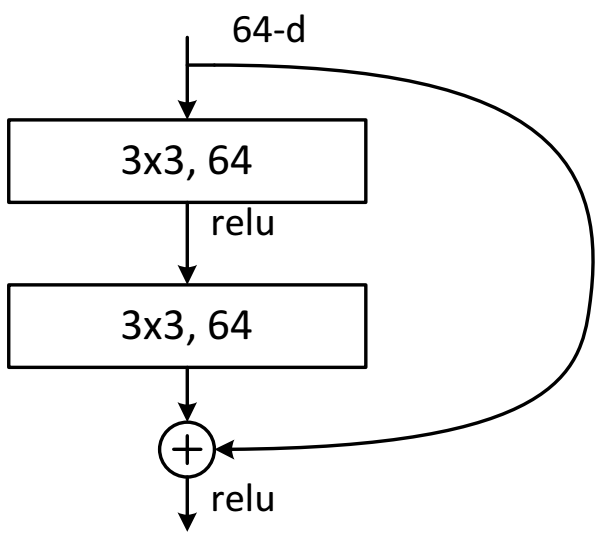 64-d
3x3, 64
relu
3x3, 64
relu